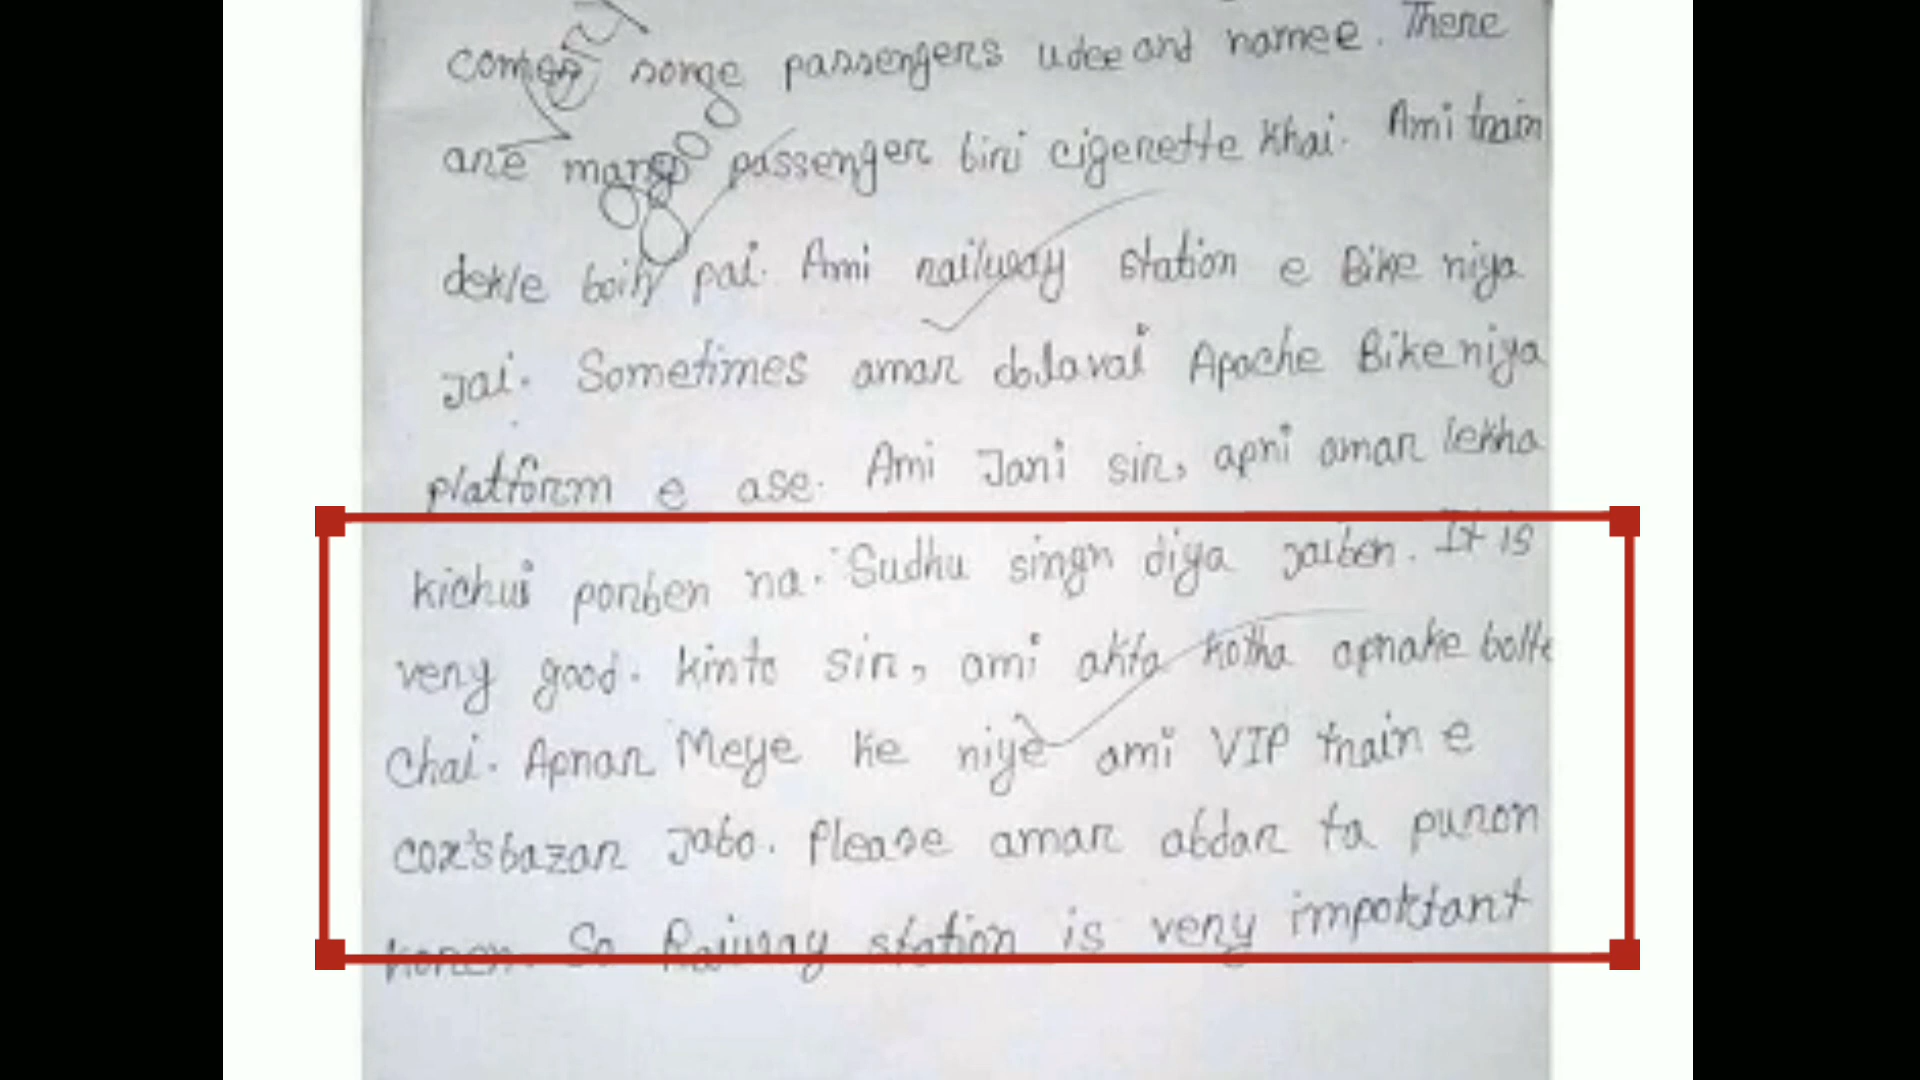 comes some passengers udee and namee. There
are many passenger biri cigerette khai. Ami train
dekle boih pai. Ami railway station e Bike niya
Jai. Sometimes amar dolavai Apache Bike niya
platform e ase. Ami Jani sir, apni amar lekha
kichui porben na. Sudhu singn diya jaiben. It is
very good. kinto sir, ami akta kotha apnake bolte
chai. Apnar Meye ke niye ami VIP train e
cox's bazar Jabo. Please amar abdar ta puron
koren. So Railway station is very important
Very good